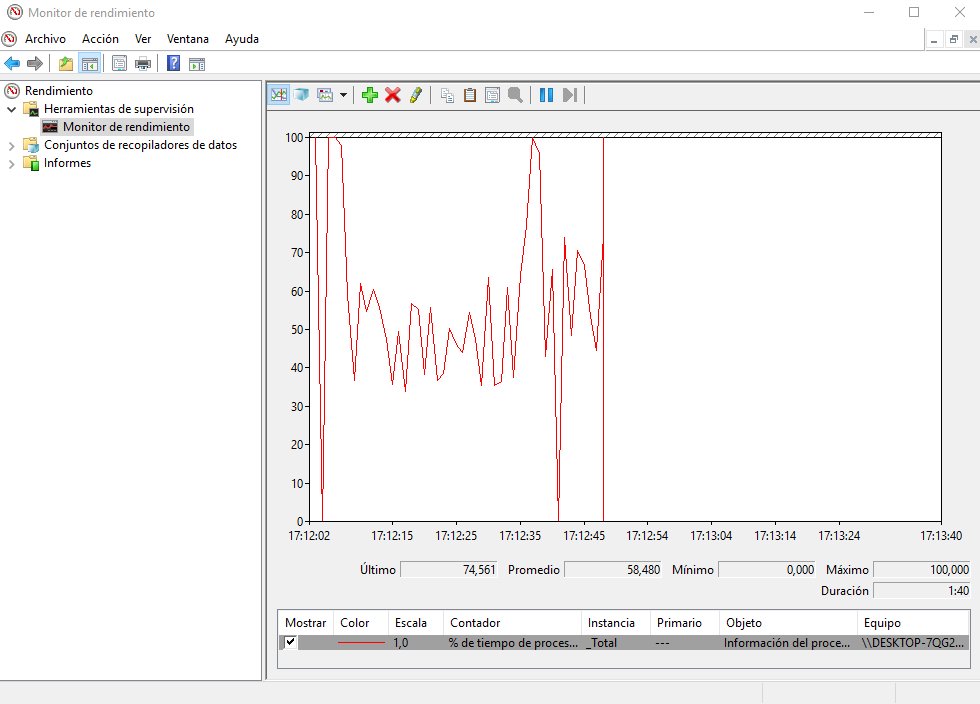 Monitor de rendimiento
Archivo Acción Ver Ventana Ayuda
Rendimiento
Herramientas de supervisión
Monitor de rendimiento
Conjuntos de recopiladores de datos
Informes
100
90
80
70
60
50
40
30
20
10
0
17:12:02 17:12:15 17:12:25 17:12:35 17:12:45 17:12:54 17:13:04 17:13:14 17:13:24 17:13:40
Último 74,561 Promedio 58,480 Mínimo 0,000 Máximo 100,000
Duración 1:40
Mostrar Color Escala Contador Instancia Primario Objeto Equipo
1,0 % de tiempo de proces... _Total --- Información del proce... \\DESKTOP-7QG2...